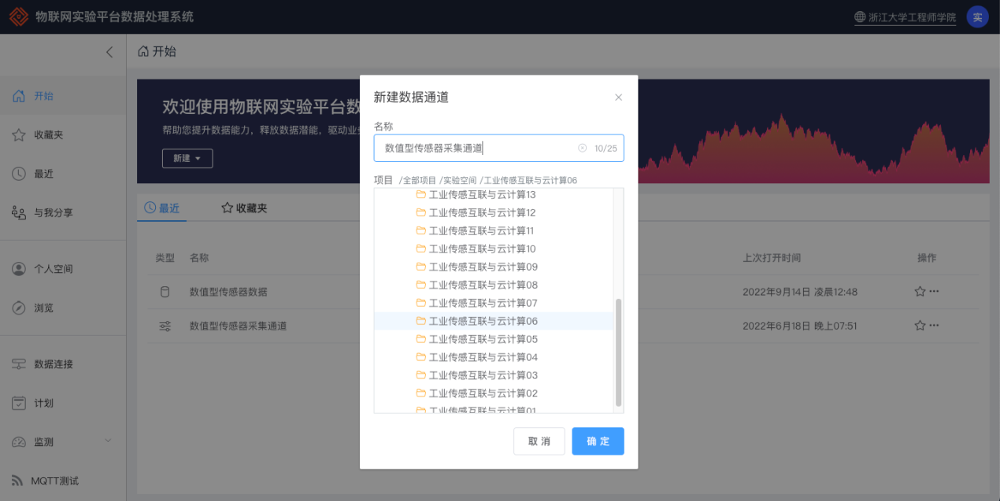 物联网实验平台数据处理系统
浙江大学工程师学院
实
开始
开始
收藏夹
最近
与我分享
个人空间
浏览
数据连接
计划
监测
MQTT测试
欢迎使用物联网实验平台数
帮助您提升数据能力，释放数据潜能，驱动业
新建
最近
收藏夹
类型 名称 上次打开时间 操作
数值型传感器数据 2022年9月14日 凌晨12:48
数值型传感器采集通道 2022年6月18日 晚上07:51
新建数据通道
名称
数值型传感器采集通道 10/25
项目 /全部项目 /实验空间 /工业传感互联与云计算06
工业传感互联与云计算13
工业传感互联与云计算12
工业传感互联与云计算11
工业传感互联与云计算10
工业传感互联与云计算09
工业传感互联与云计算08
工业传感互联与云计算07
工业传感互联与云计算06
工业传感互联与云计算05
工业传感互联与云计算04
工业传感互联与云计算03
工业传感互联与云计算02
工业传感互联与云计算01
取 消
确 定